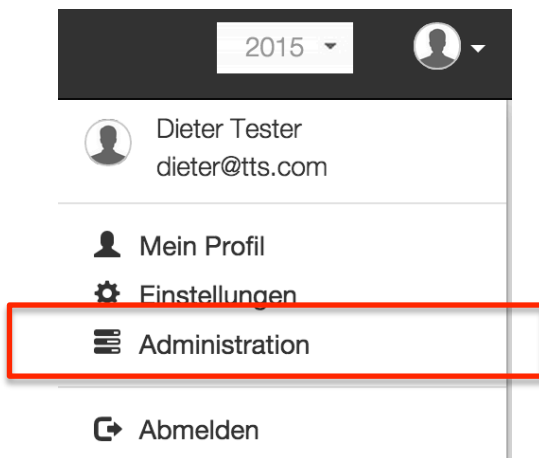 2015
Dieter Tester
dieter@tts.com
Mein Profil
Einstellungen
Administration
Abmelden